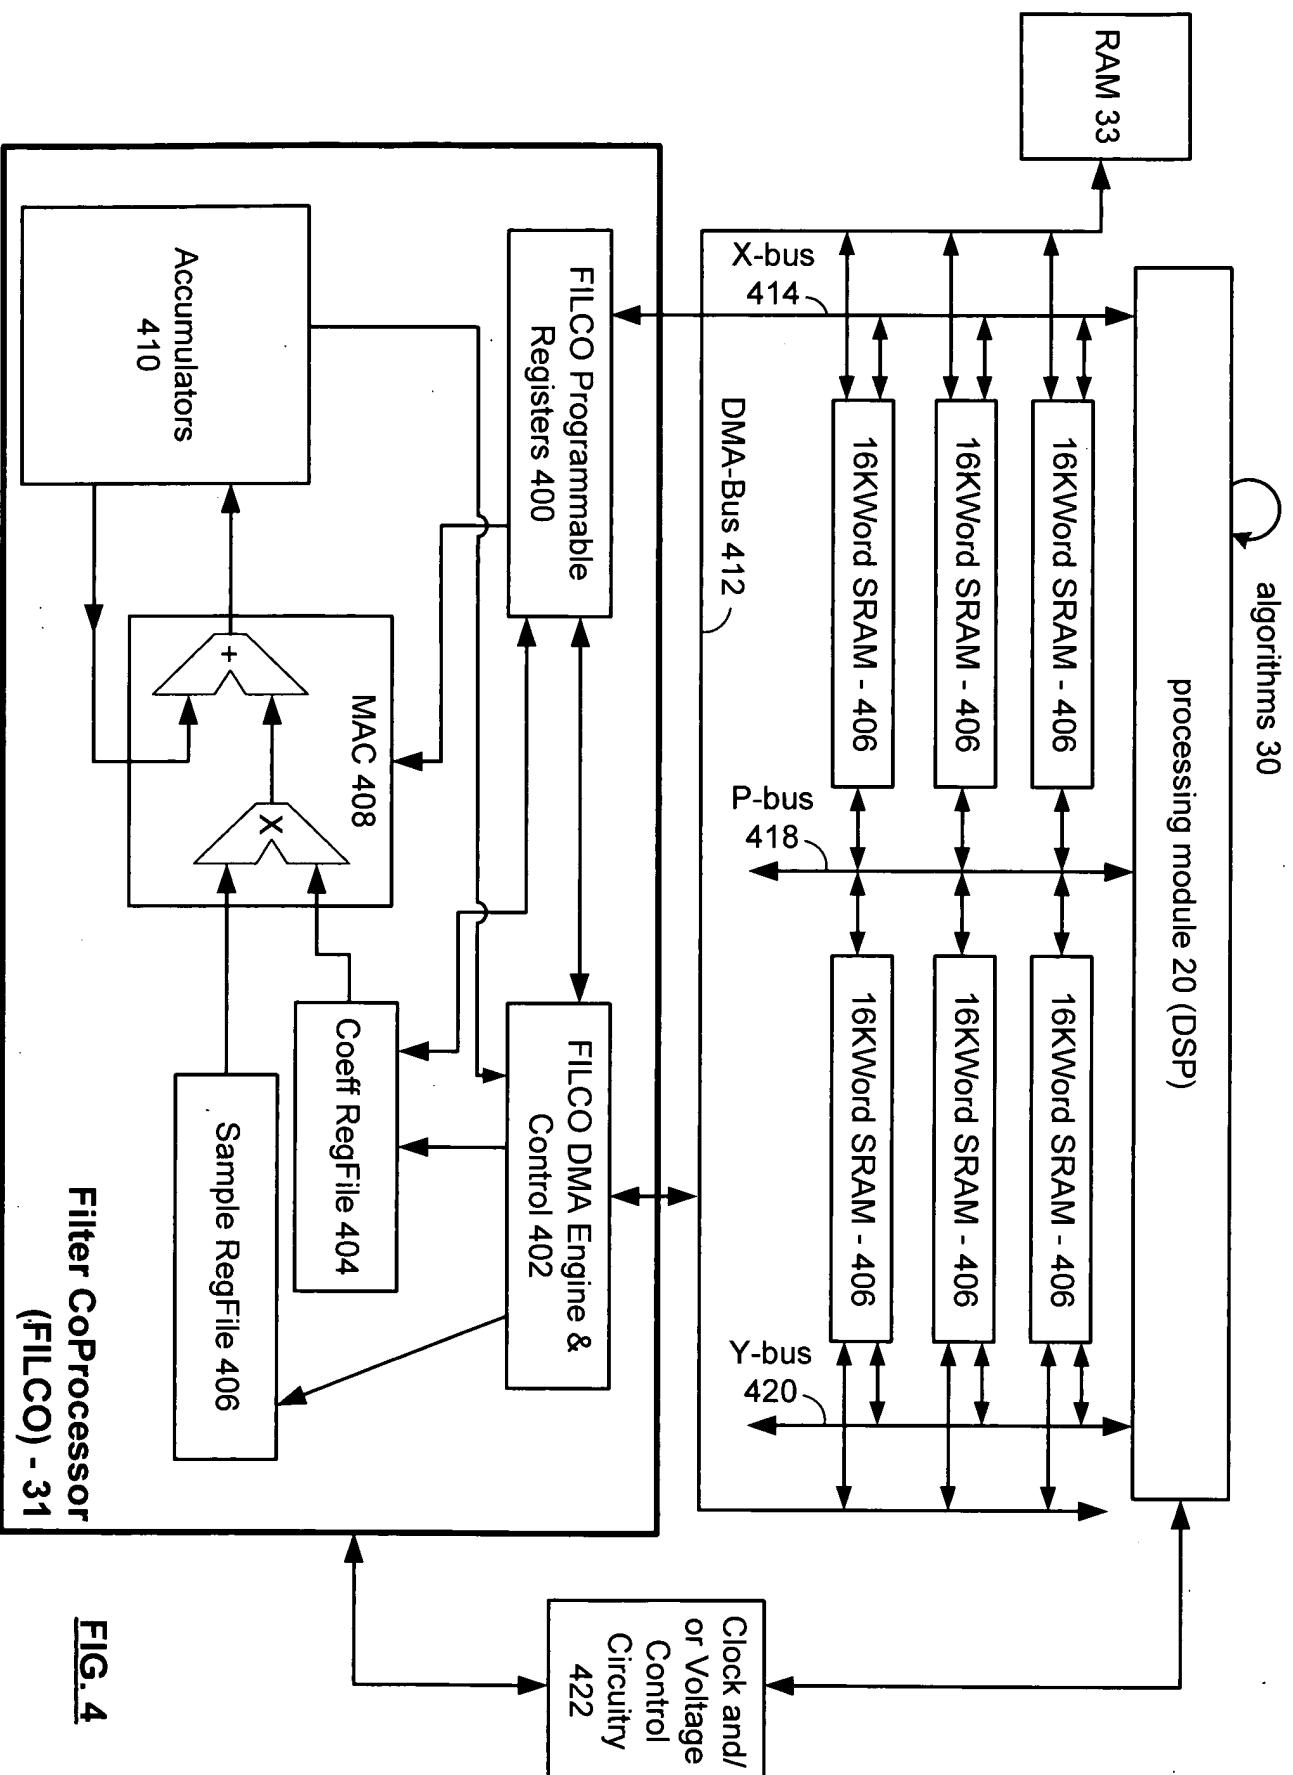 RAM 33
algorithms 30
processing module 20 (DSP)
16KWord SRAM - 406
16KWord SRAM - 406
16KWord SRAM - 406
16KWord SRAM - 406
16KWord SRAM - 406
16KWord SRAM - 406
X-bus
414
P-bus
418
Y-bus
420
DMA-Bus 412
FILCO Programmable
Registers 400
FILCO DMA Engine &
Control 402
Accumulators
410
MAC 408
+
X
Coeff RegFile 404
Sample RegFile 406
Filter CoProcessor
(FILCO) - 31
Clock and/
or Voltage
Control
Circuitry
422
FIG. 4